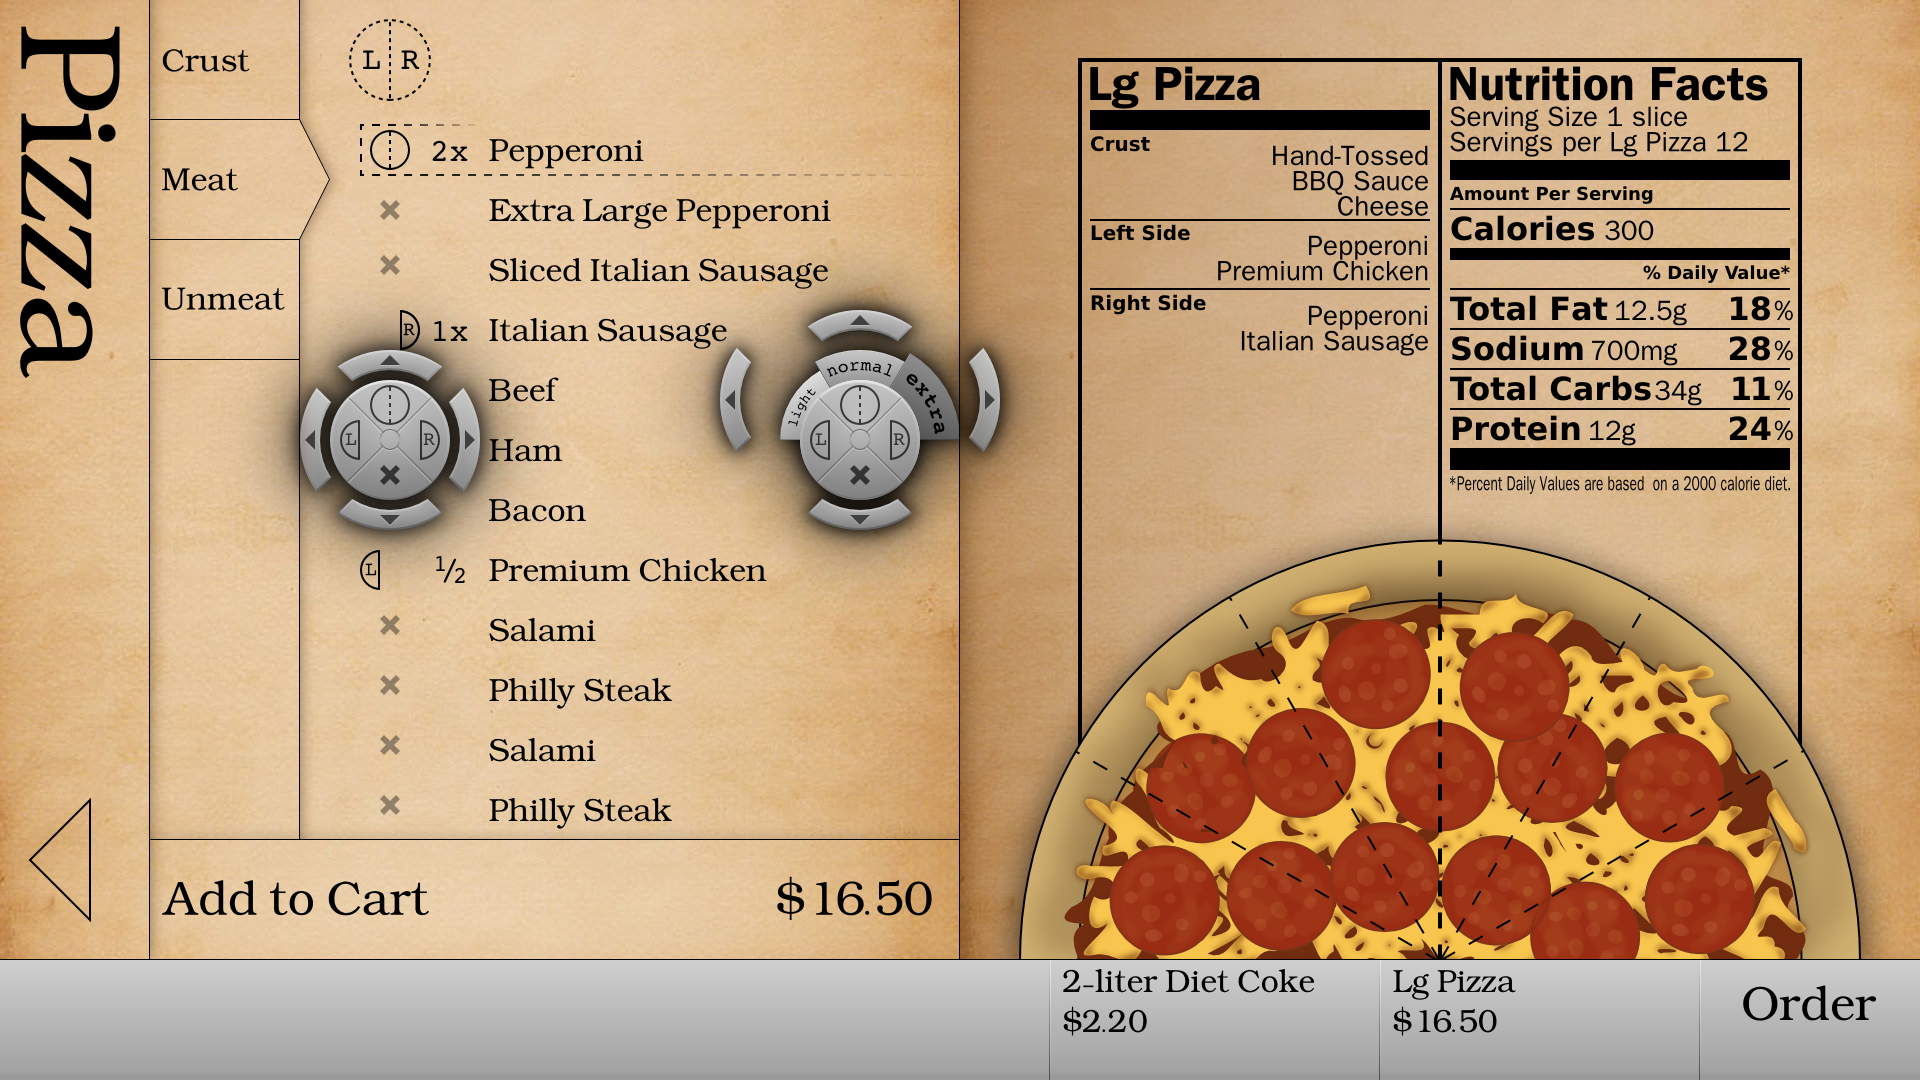 Pizza
Crust
Meat
Unmeat
L R
2x Pepperoni
Extra Large Pepperoni
Sliced Italian Sausage
R 1x Italian Sausage
Beef
Ham
Bacon
L ½ Premium Chicken
Salami
Philly Steak
Salami
Philly Steak
L R
light normal extra
L R
Add to Cart $16.50
Lg Pizza
Crust
Hand-Tossed
BBQ Sauce
Cheese
Left Side
Pepperoni
Premium Chicken
Right Side
Pepperoni
Italian Sausage
Nutrition Facts
Serving Size 1 slice
Servings per Lg Pizza 12
Amount Per Serving
Calories 300
% Daily Value*
Total Fat 12.5g 18%
Sodium 700mg 28%
Total Carbs 34g 11%
Protein 12g 24%
*Percent Daily Values are based on a 2000 calorie diet.
2-liter Diet Coke
$2.20
Lg Pizza
$16.50
Order